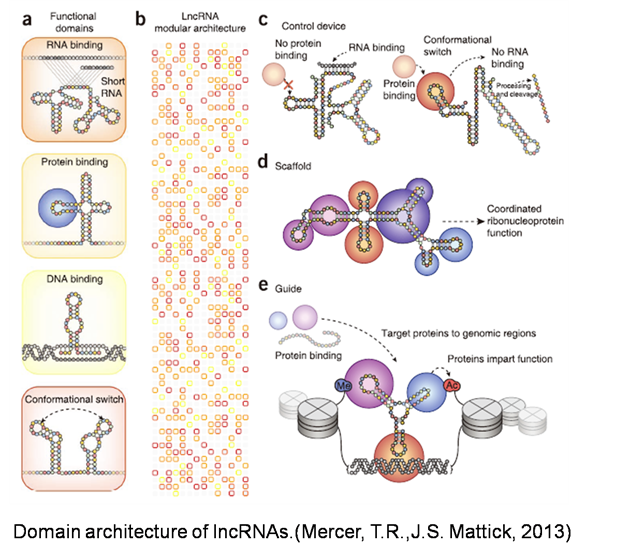 a
Functional
domains
RNA binding
Short
RNA
Protein binding
DNA binding
Conformational switch
b
LncRNA
modular architecture
c
Control device
No protein
binding
RNA binding
Protein
binding
Conformational
switch
No RNA
binding
Processing
and cleavage
d
Scaffold
Coordinated
ribonucleoprotein
function
e
Guide
Protein binding
Target proteins to genomic regions
Proteins impart function
Me
Ac
Domain architecture of lncRNAs.(Mercer, T.R.,J.S. Mattick, 2013)